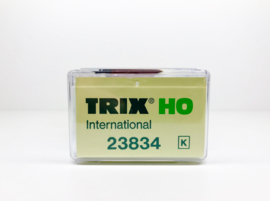 TRIX® HO
International
23834 K